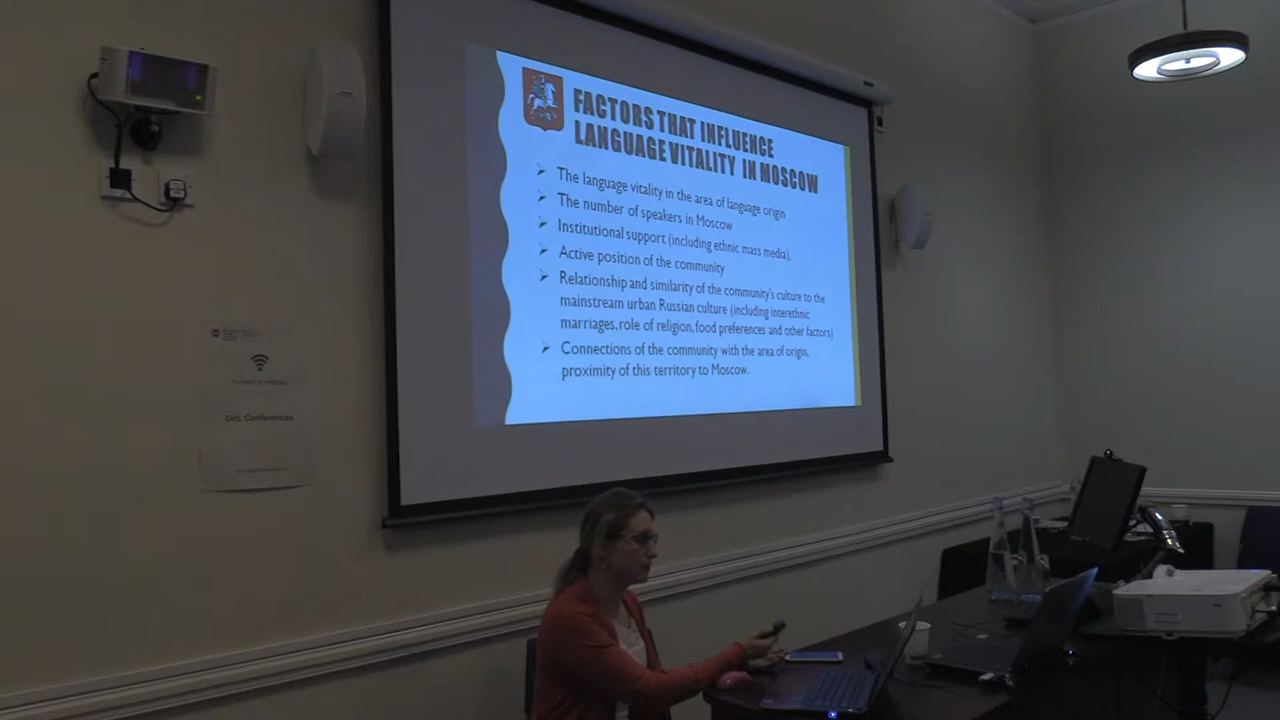 FACTORS THAT INFLUENCE
LANGUAGE VITALITY IN MOSCOW
The language vitality in the area of language origin
The number of speakers in Moscow
Institutional support (including ethnic mass media),
Active position of the community
Relationship and similarity of the community's culture to the
mainstream urban Russian culture (including interethnic
marriages, role of religion, food preferences and other factors)
Connections of the community with the area of origin,
proximity of this territory to Moscow.
UoL Conferences